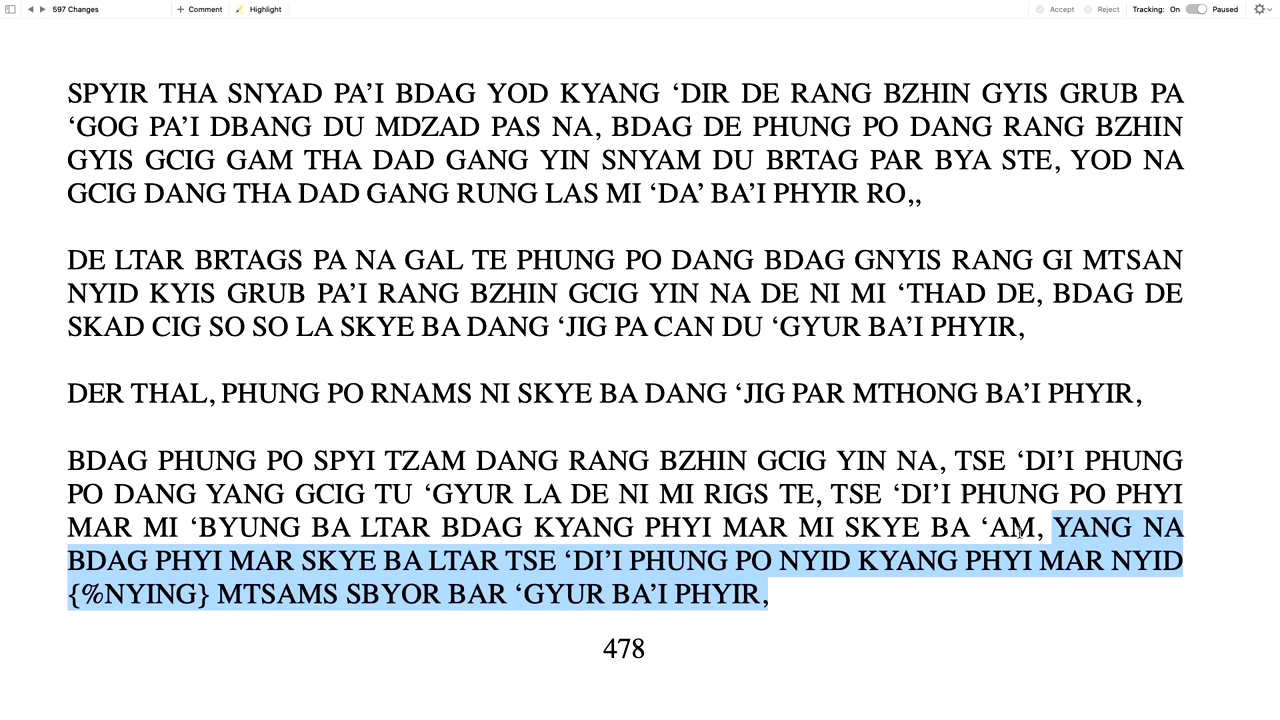 597 Changes
Comment
Highlight
Accept
Reject
Tracking: On
Paused
SPYIR THA SNYAD PA’I BDAG YOD KYANG ‘DIR DE RANG BZHIN GYIS GRUB PA
‘GOG PA’I DBANG DU MDZAD PAS NA, BDAG DE PHUNG PO DANG RANG BZHIN
GYIS GCIG GAM THA DAD GANG YIN SNYAM DU BRTAG PAR BYA STE, YOD NA
GCIG DANG THA DAD GANG RUNG LAS MI ‘DA’ BA’I PHYIR RO,,
DE LTAR BRTAGS PA NA GAL TE PHUNG PO DANG BDAG GNYIS RANG GI MTSAN
NYID KYIS GRUB PA’I RANG BZHIN GCIG YIN NA DE NI MI ‘THAD DE, BDAG DE
SKAD CIG SO SO LA SKYE BA DANG ‘JIG PA CAN DU ‘GYUR BA’I PHYIR,
DER THAL, PHUNG PO RNAMS NI SKYE BA DANG ‘JIG PAR MTHONG BA’I PHYIR,
BDAG PHUNG PO SPYI TZAM DANG RANG BZHIN GCIG YIN NA, TSE ‘DI’I PHUNG
PO DANG YANG GCIG TU ‘GYUR LA DE NI MI RIGS TE, TSE ‘DI’I PHUNG PO PHYI
MAR MI ‘BYUNG BA LTAR BDAG KYANG PHYI MAR MI SKYE BA ‘AM, YANG NA
BDAG PHYI MAR SKYE BA LTAR TSE ‘DI’I PHUNG PO NYID KYANG PHYI MAR NYID
{%NYING} MTSAMS SBYOR BAR ‘GYUR BA’I PHYIR,
478